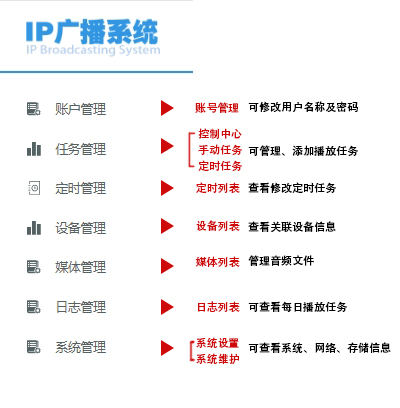 IP广播系统
IP Broadcasting System
账户管理 账号管理 可修改用户名称及密码
控制中心
任务管理 手动任务 可管理、添加播放任务
定时任务
定时管理 定时列表 查看修改定时任务
设备管理 设备列表 查看关联设备信息
媒体管理 媒体列表 管理音频文件
日志管理 日志列表 可查看每日播放任务
系统设置
系统管理 可查看系统、网络、存储信息
系统维护